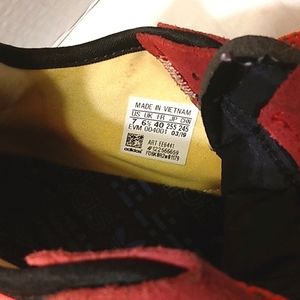 MADE IN VIETNAM
US UK FR JP CHN
7 6½ 40 255 245
EVM 004001 03/19
ART EE6441
adidas